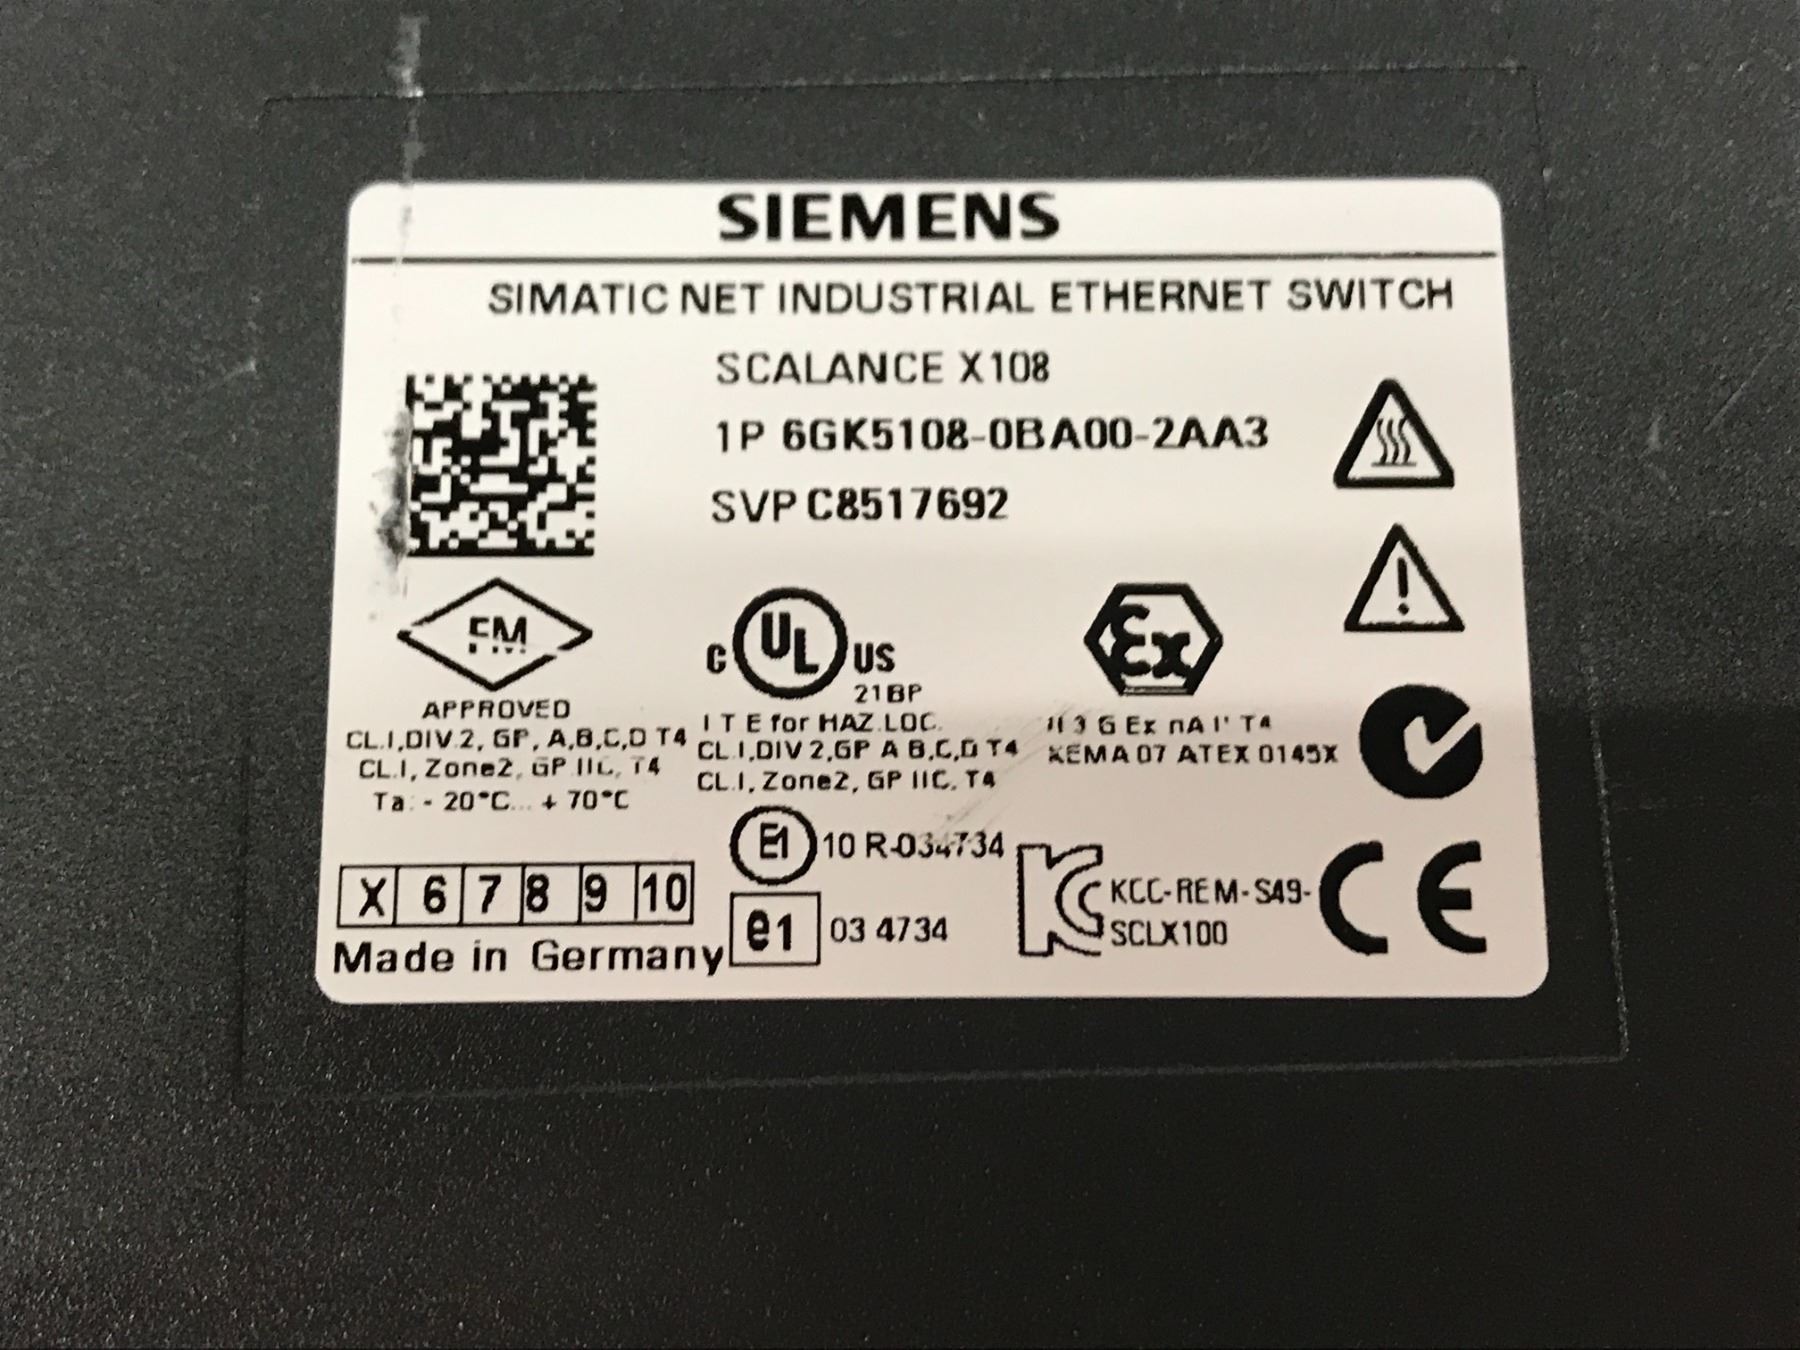 SIEMENS
SIMATIC NET INDUSTRIAL ETHERNET SWITCH
SCALANCE X108
1P 6GK5108-0BA00-2AA3
SVP C8517692
FM
APPROVED
CL.I,DIV.2, GP, A,B,C,D T4
CL.I, Zone2, GP IIC, T4
Ta: - 20°C... + 70°C
C UL US
21BP
I T E for HAZ.LOC.
CL.I,DIV 2,GP A B,C,D T4
CL.I, Zone2, GP IIC, T4
Ex
II 3 G Ex nA T4
KEMA 07 ATEX 0145X
E1 10 R-034734
e1 03 4734
KCC-REM-S49-
SCLX100
CE
X 6 7 8 9 10
Made in Germany